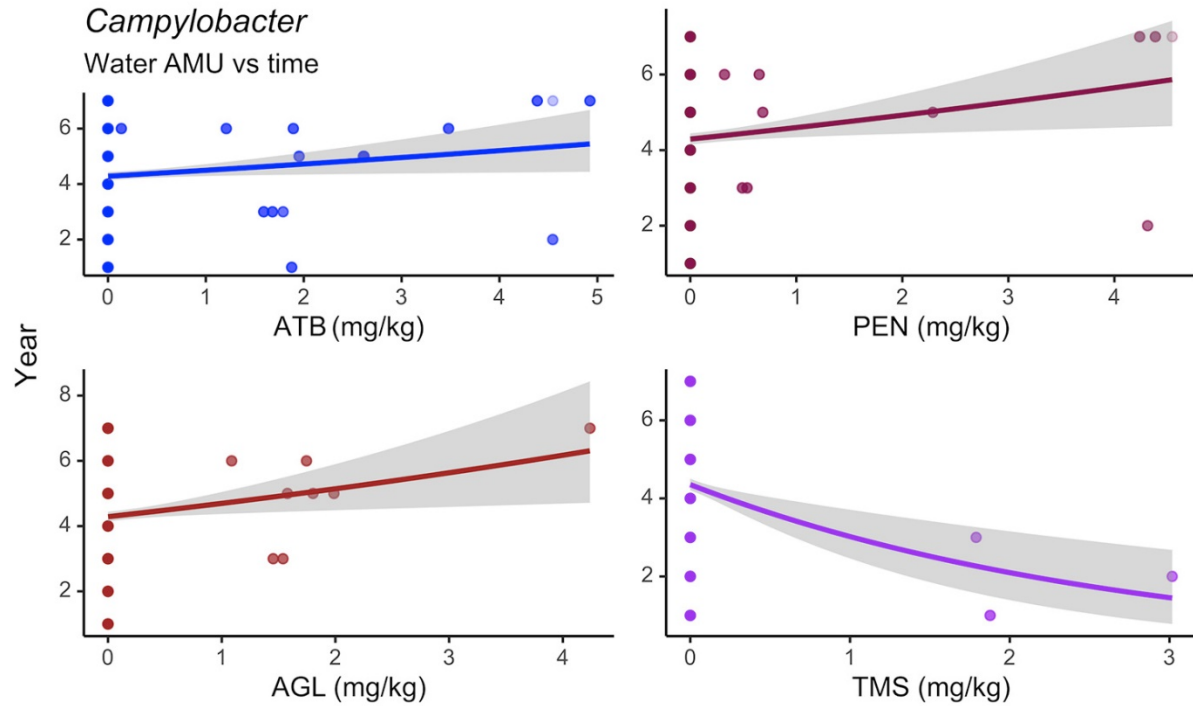 Campylobacter
Water AMU vs time
6
4
2
0 1 2 3 4 5
ATB (mg/kg)
6
4
2
0 1 2 3 4
PEN (mg/kg)
Year
8
6
4
2
0 1 2 3 4
AGL (mg/kg)
6
4
2
0 1 2 3
TMS (mg/kg)